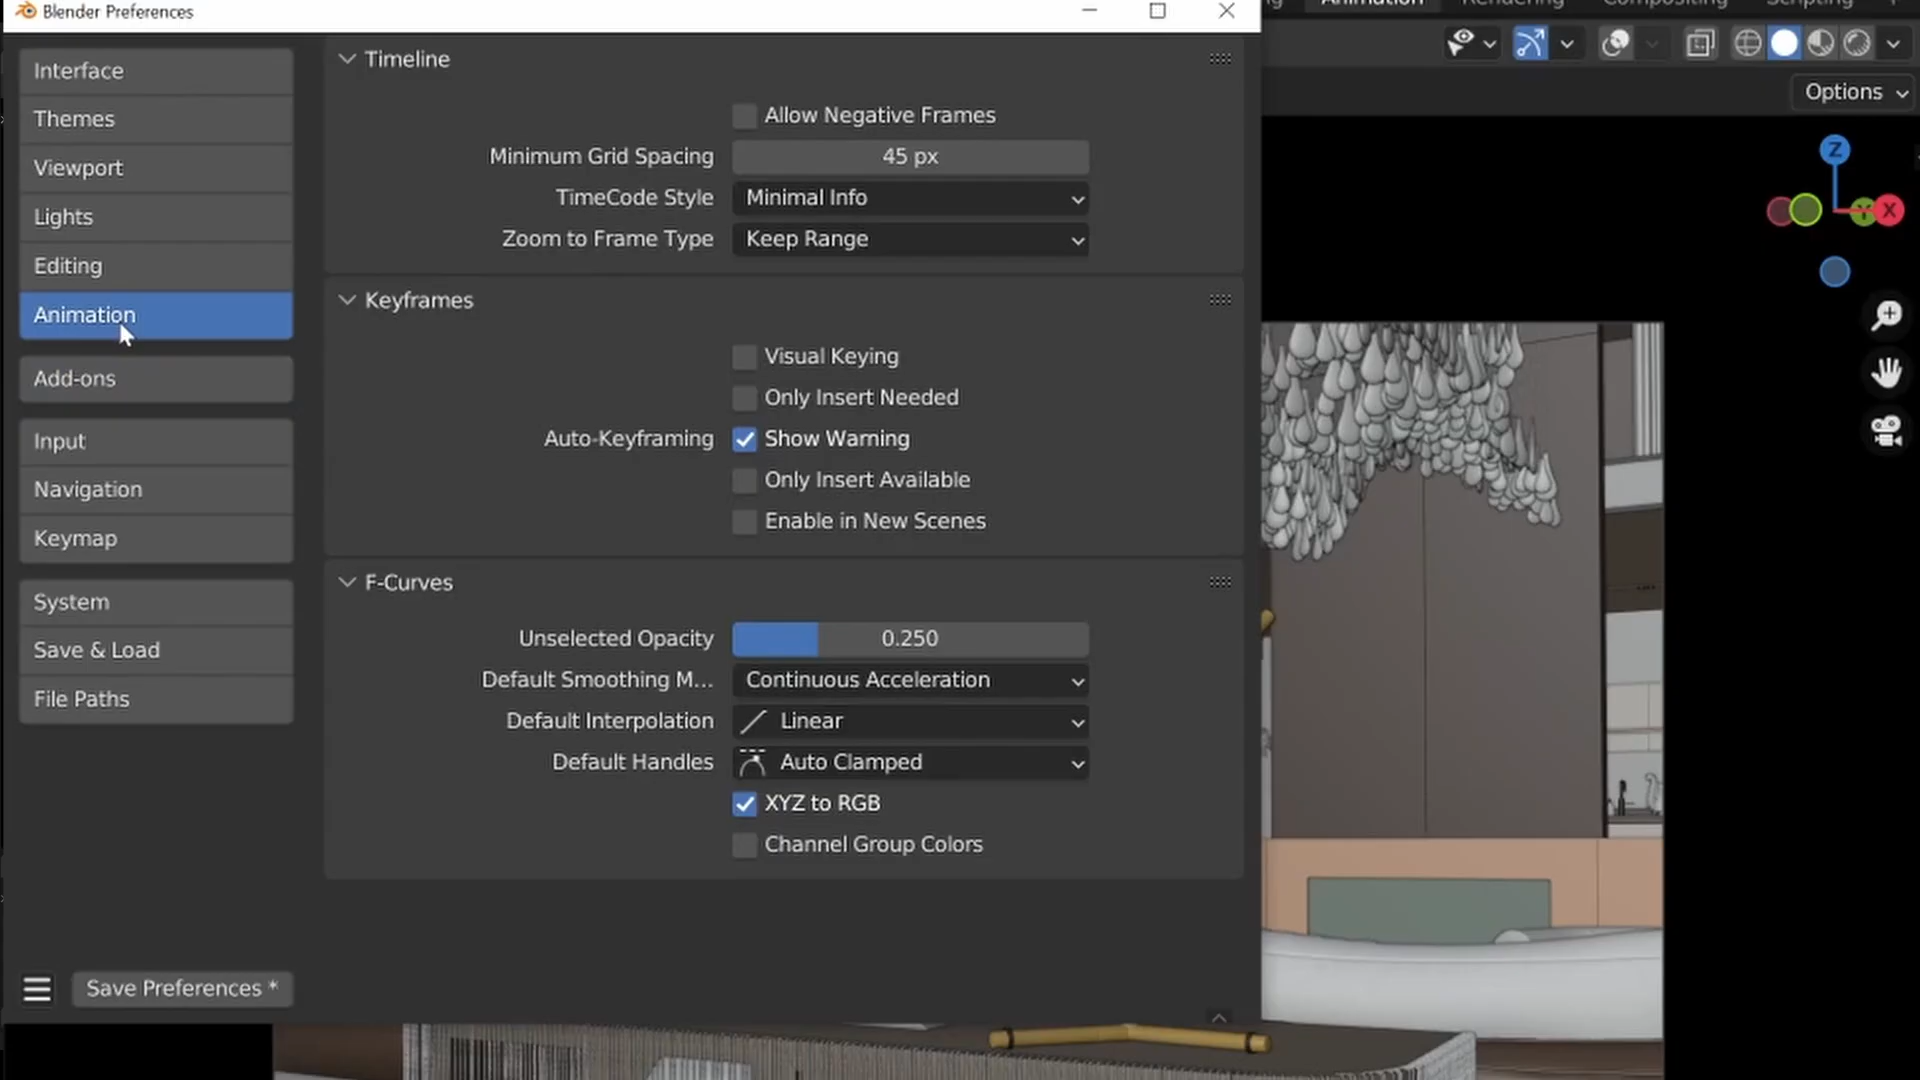 Blender Preferences
Animation
Rendering
Compositing
Scripting
Interface
Themes
Viewport
Lights
Editing
Animation
Add-ons
Input
Navigation
Keymap
System
Save & Load
File Paths
Save Preferences *
Timeline
Allow Negative Frames
Minimum Grid Spacing 45 px
TimeCode Style Minimal Info
Zoom to Frame Type Keep Range
Keyframes
Visual Keying
Only Insert Needed
Auto-Keyframing Show Warning
Only Insert Available
Enable in New Scenes
F-Curves
Unselected Opacity 0.250
Default Smoothing M... Continuous Acceleration
Default Interpolation Linear
Default Handles Auto Clamped
XYZ to RGB
Channel Group Colors
Options
Z
Y X